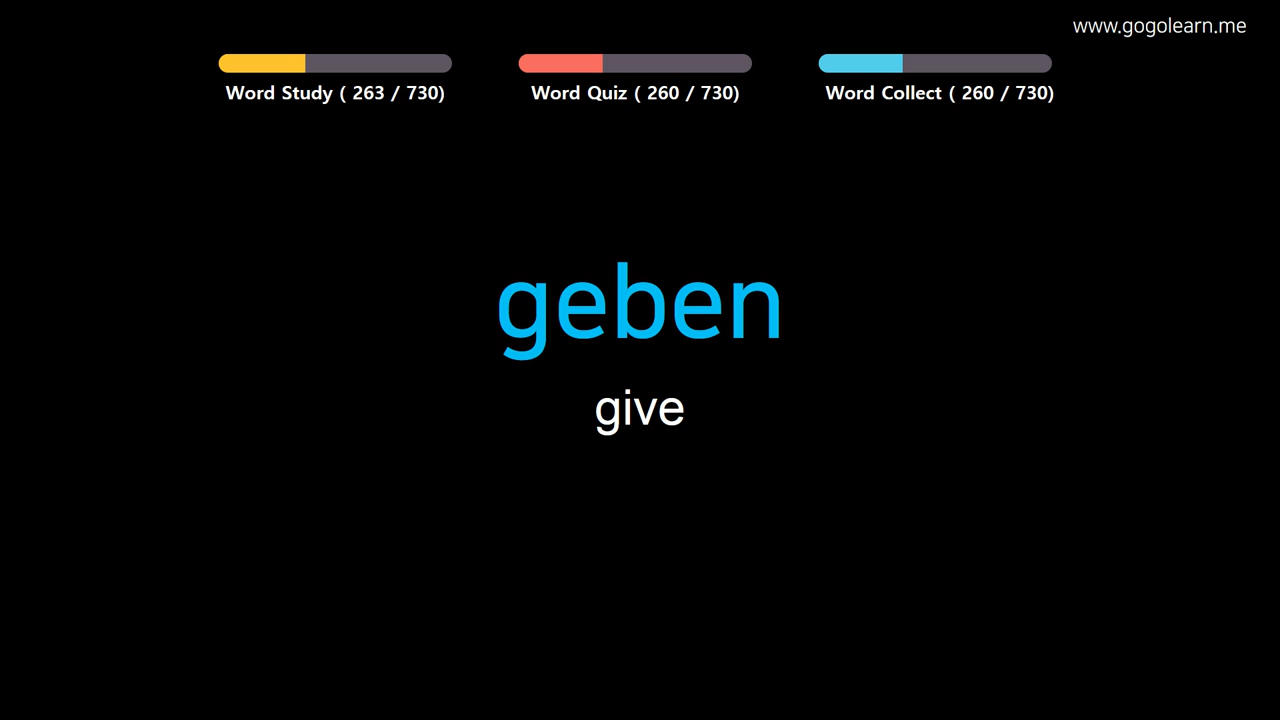 www.gogolearn.me
Word Study ( 263 / 730)
Word Quiz ( 260 / 730)
Word Collect ( 260 / 730)
geben
give